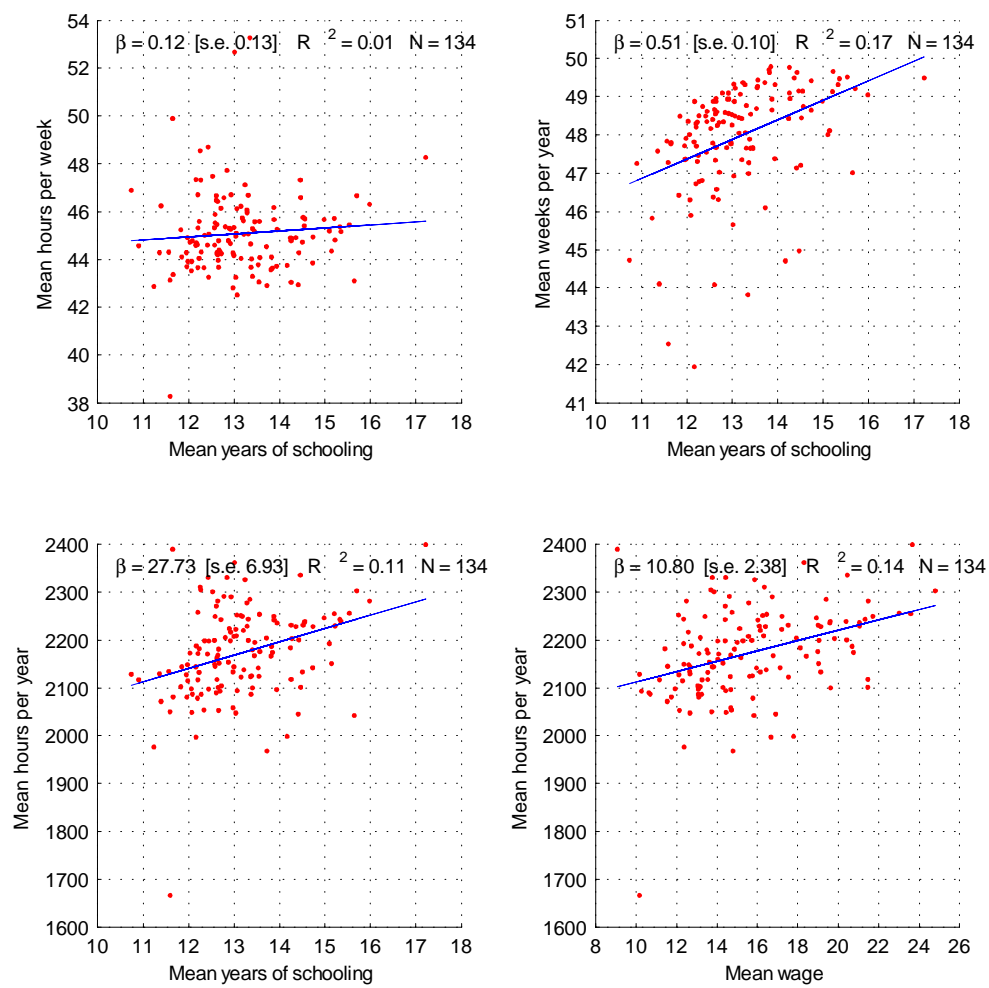 β = 0.12 [s.e. 0.13] R² = 0.01 N = 134
54
52
50
48
46
44
42
40
38
Mean hours per week
10 11 12 13 14 15 16 17 18
Mean years of schooling
β = 0.51 [s.e. 0.10] R² = 0.17 N = 134
51
50
49
48
47
46
45
44
43
42
41
Mean weeks per year
10 11 12 13 14 15 16 17 18
Mean years of schooling
β = 27.73 [s.e. 6.93] R² = 0.11 N = 134
2400
2300
2200
2100
2000
1900
1800
1700
1600
Mean hours per year
10 11 12 13 14 15 16 17 18
Mean years of schooling
β = 10.80 [s.e. 2.38] R² = 0.14 N = 134
2400
2300
2200
2100
2000
1900
1800
1700
1600
Mean hours per year
8 10 12 14 16 18 20 22 24 26
Mean wage